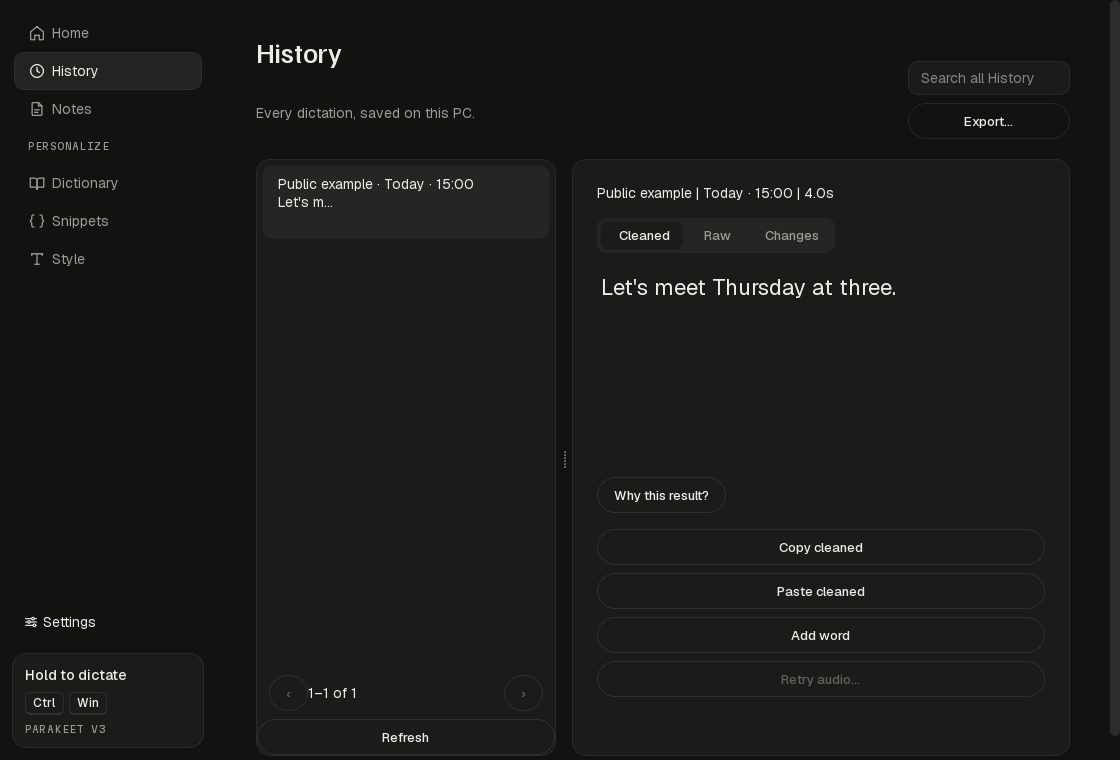 Home
History
Notes
PERSONALIZE
Dictionary
Snippets
Style
Settings
Hold to dictate
Ctrl Win
PARAKEET V3
History
Every dictation, saved on this PC.
Search all History
Export...
Public example · Today · 15:00
Let's m...
‹ 1–1 of 1 ›
Refresh
Public example | Today · 15:00 | 4.0s
Cleaned Raw Changes
Let's meet Thursday at three.
Why this result?
Copy cleaned
Paste cleaned
Add word
Retry audio...